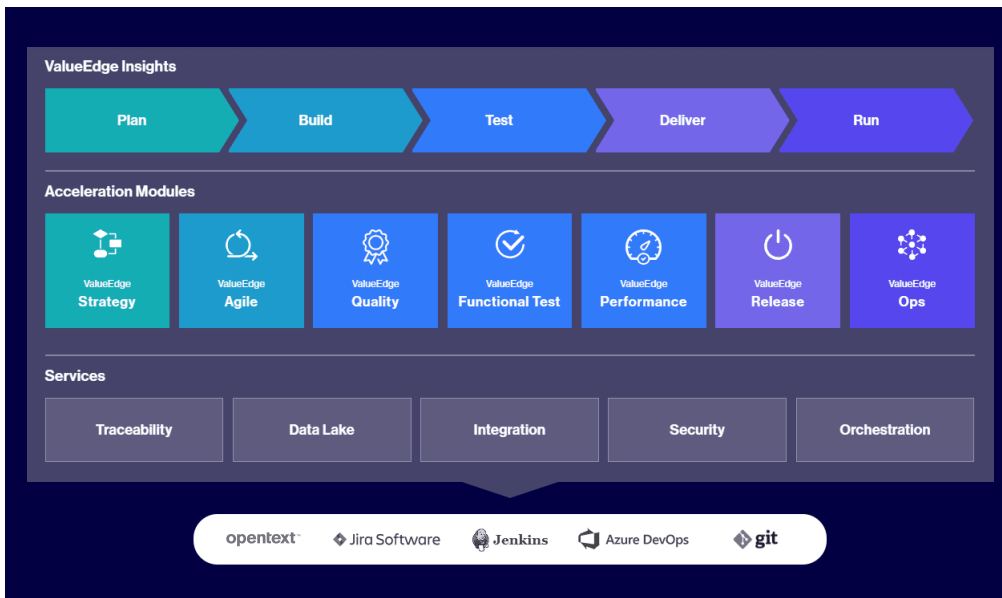 ValueEdge Insights
Plan
Build
Test
Deliver
Run
Acceleration Modules
ValueEdge
Strategy
ValueEdge
Agile
ValueEdge
Quality
ValueEdge
Functional Test
ValueEdge
Performance
ValueEdge
Release
ValueEdge
Ops
Services
Traceability
Data Lake
Integration
Security
Orchestration
opentext™
Jira Software
Jenkins
Azure DevOps
git